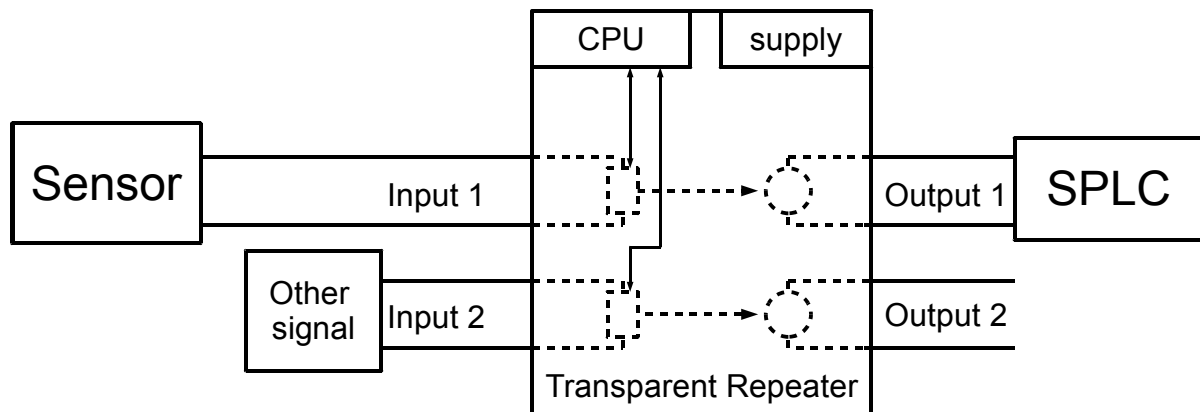 CPU
supply
Sensor
Input 1
Output 1
SPLC
Other
signal
Input 2
Output 2
Transparent Repeater